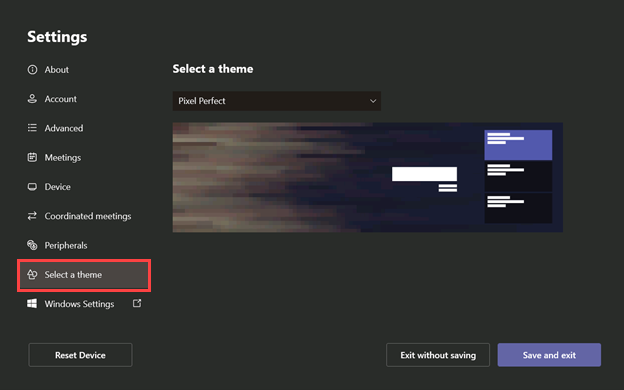 Settings
About
Account
Advanced
Meetings
Device
Coordinated meetings
Peripherals
Select a theme
Windows Settings
Select a theme
Pixel Perfect
Reset Device
Exit without saving
Save and exit